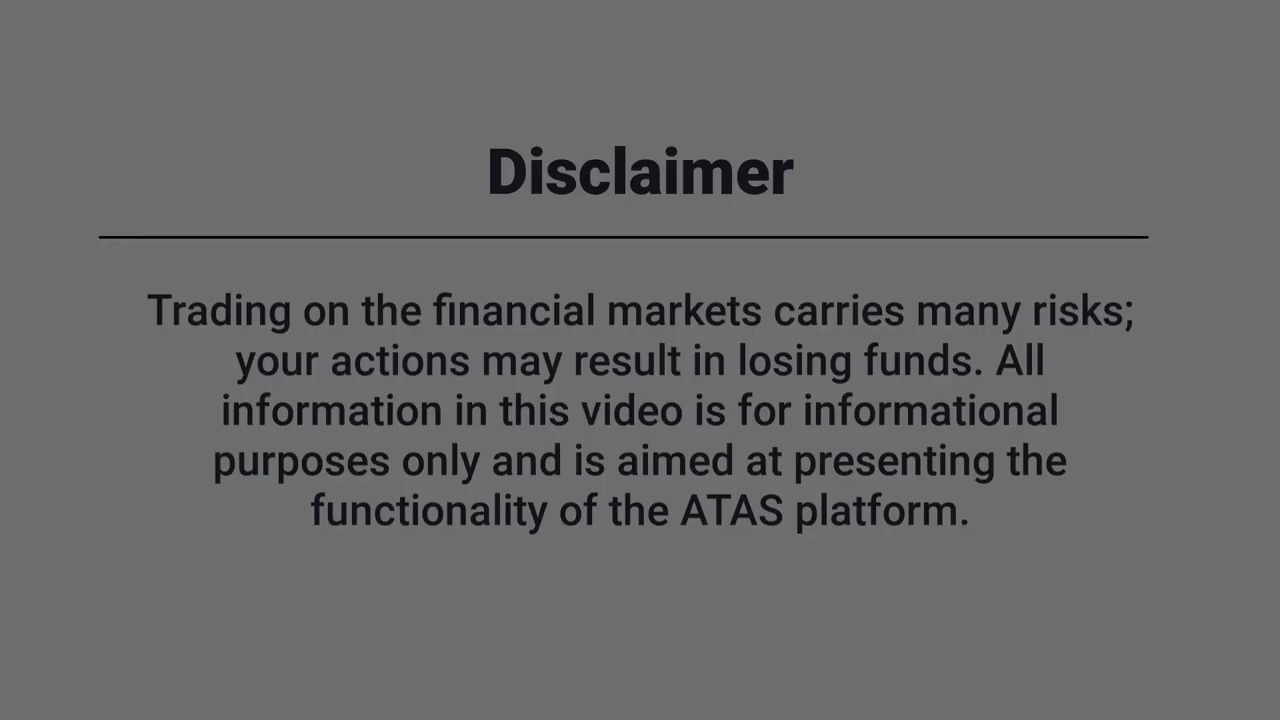 Disclaimer
Trading on the financial markets carries many risks;
your actions may result in losing funds. All
information in this video is for informational
purposes only and is aimed at presenting the
functionality of the ATAS platform.